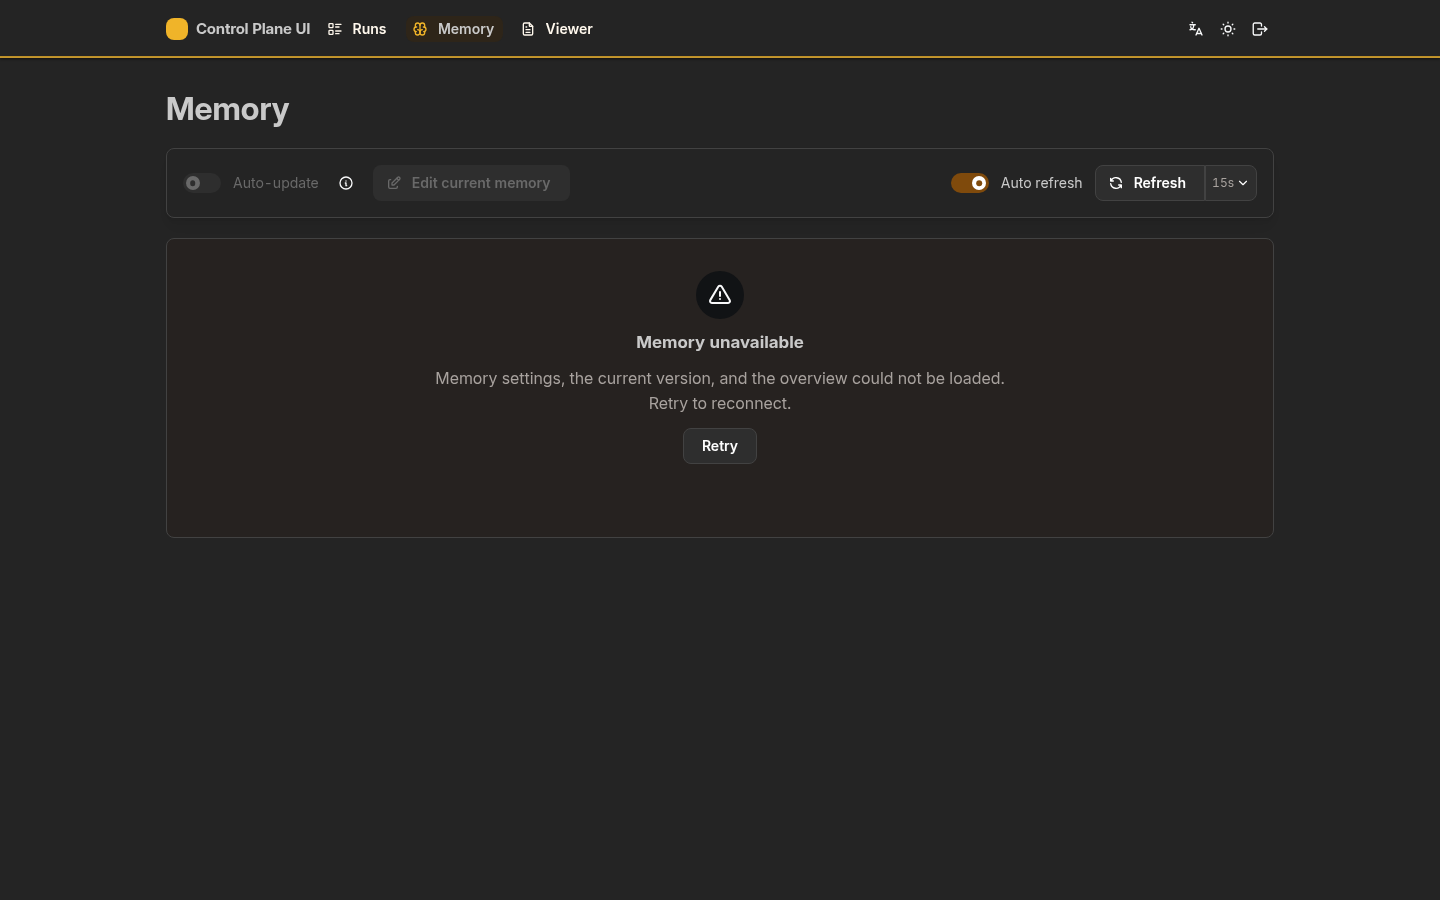 Control Plane UI Runs Memory Viewer
Memory
Auto-update Edit current memory Auto refresh Refresh 15s
Memory unavailable
Memory settings, the current version, and the overview could not be loaded.
Retry to reconnect.
Retry